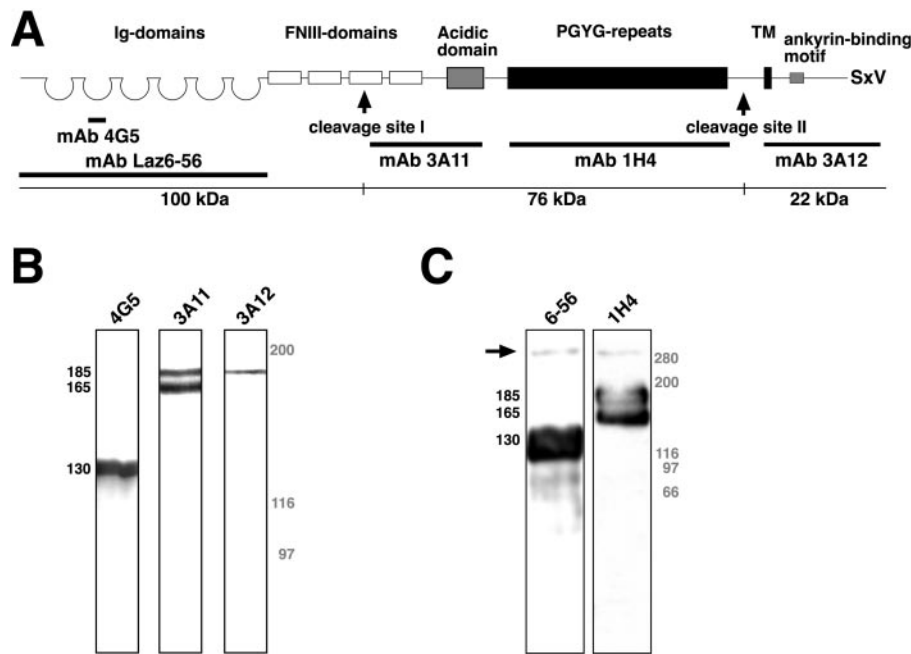 A
Ig-domains
FNIII-domains
Acidic
domain
PGYG-repeats
TM
ankyrin-binding
motif
SxV
cleavage site I
cleavage site II
mAb 4G5
mAb Laz6-56
mAb 3A11
mAb 1H4
mAb 3A12
100 kDa
76 kDa
22 kDa
B
4G5
3A11
3A12
200
185
165
130
116
97
C
6-56
1H4
280
200
185
165
130
116
97
66